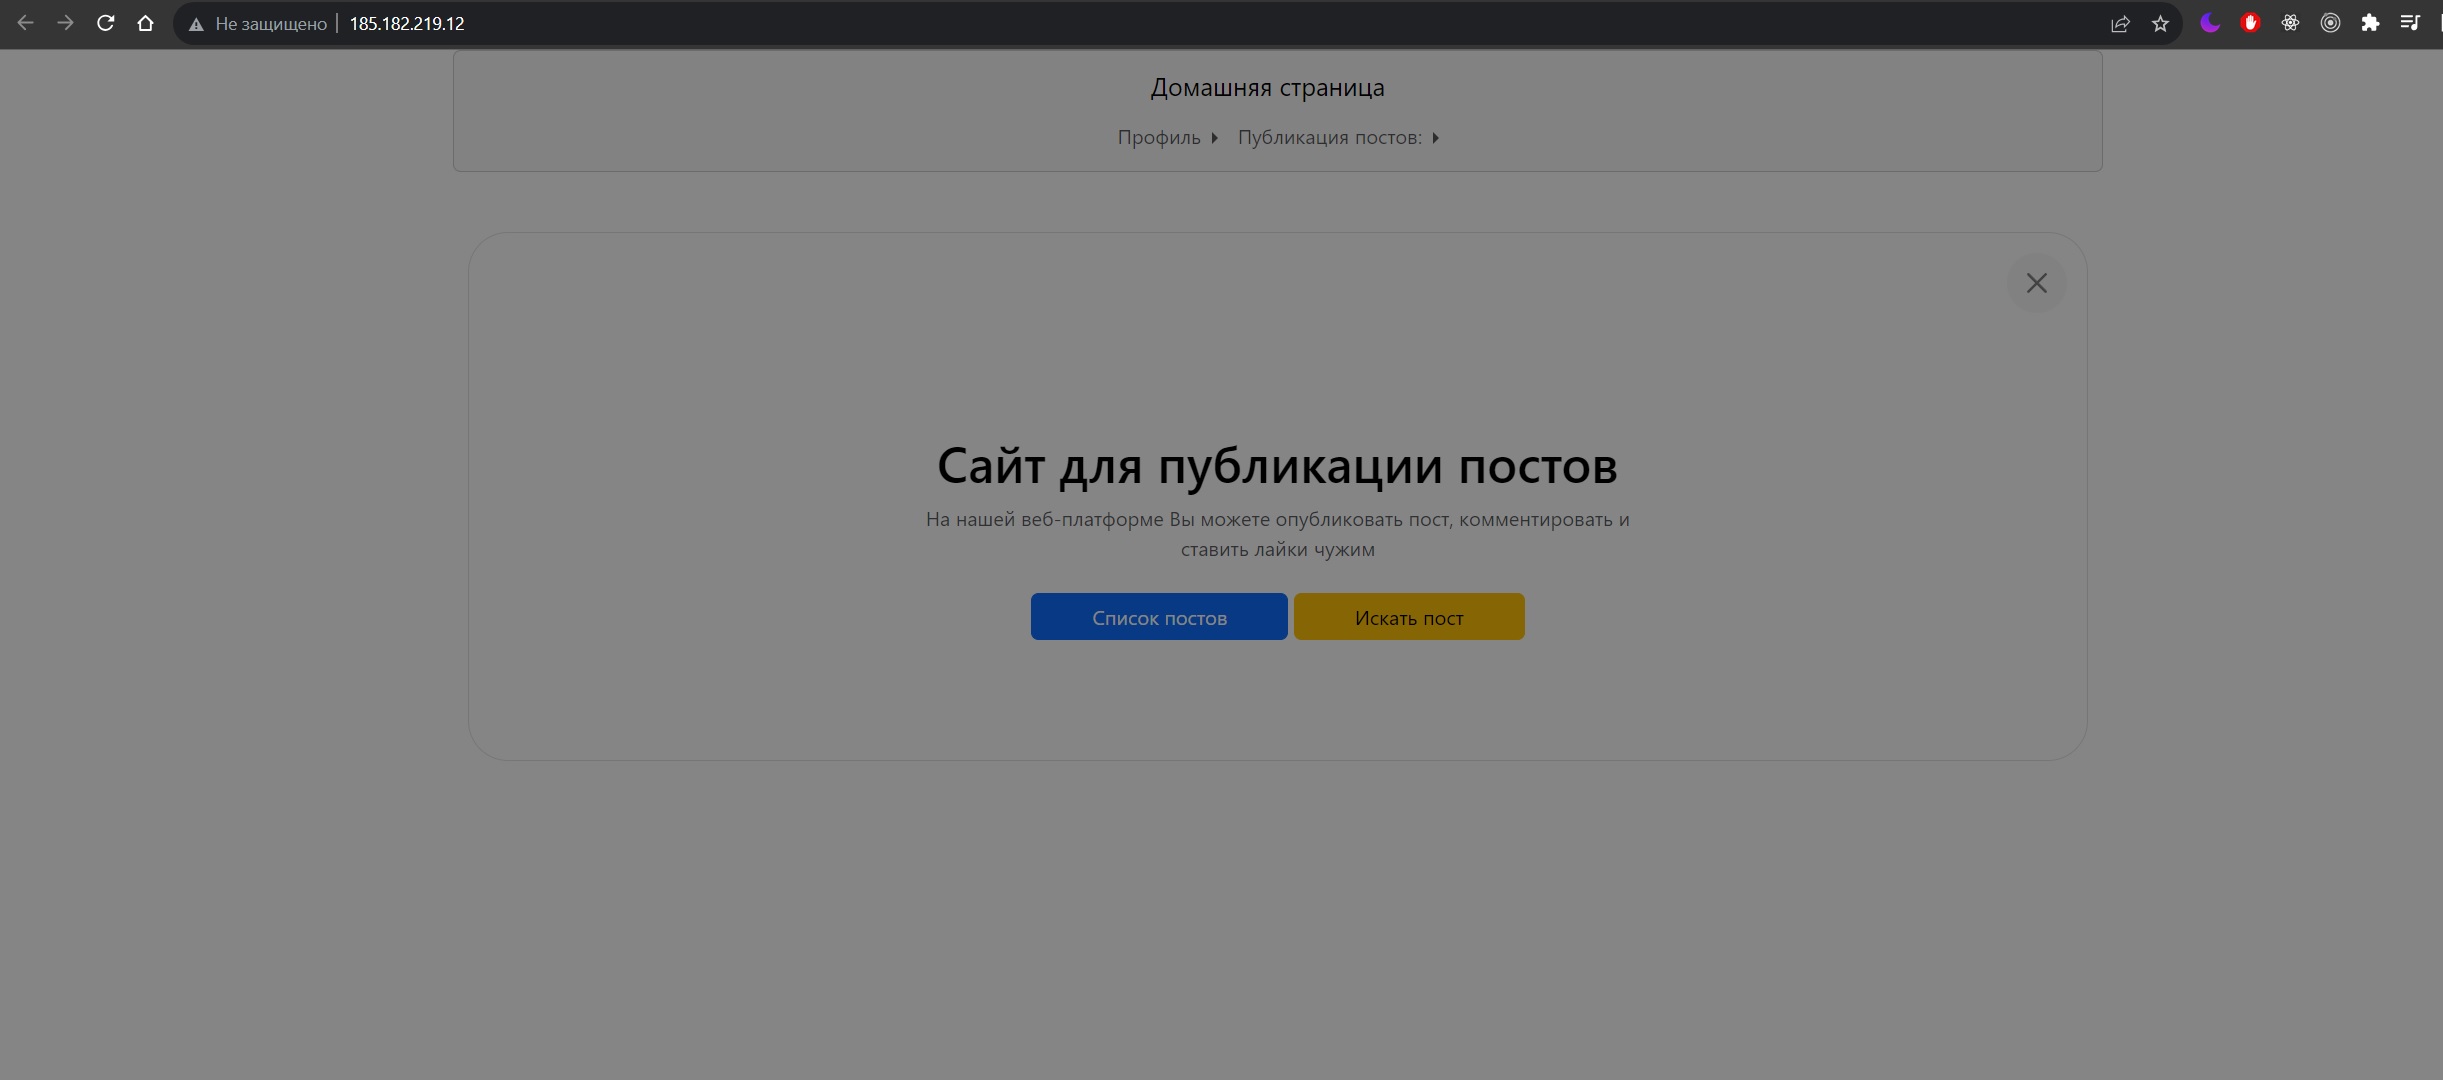 Не защищено 185.182.219.12
Домашняя страница
Профиль Публикация постов:
Сайт для публикации постов
На нашей веб-платформе Вы можете опубликовать пост, комментировать и
ставить лайки чужим
Список постов Искать пост